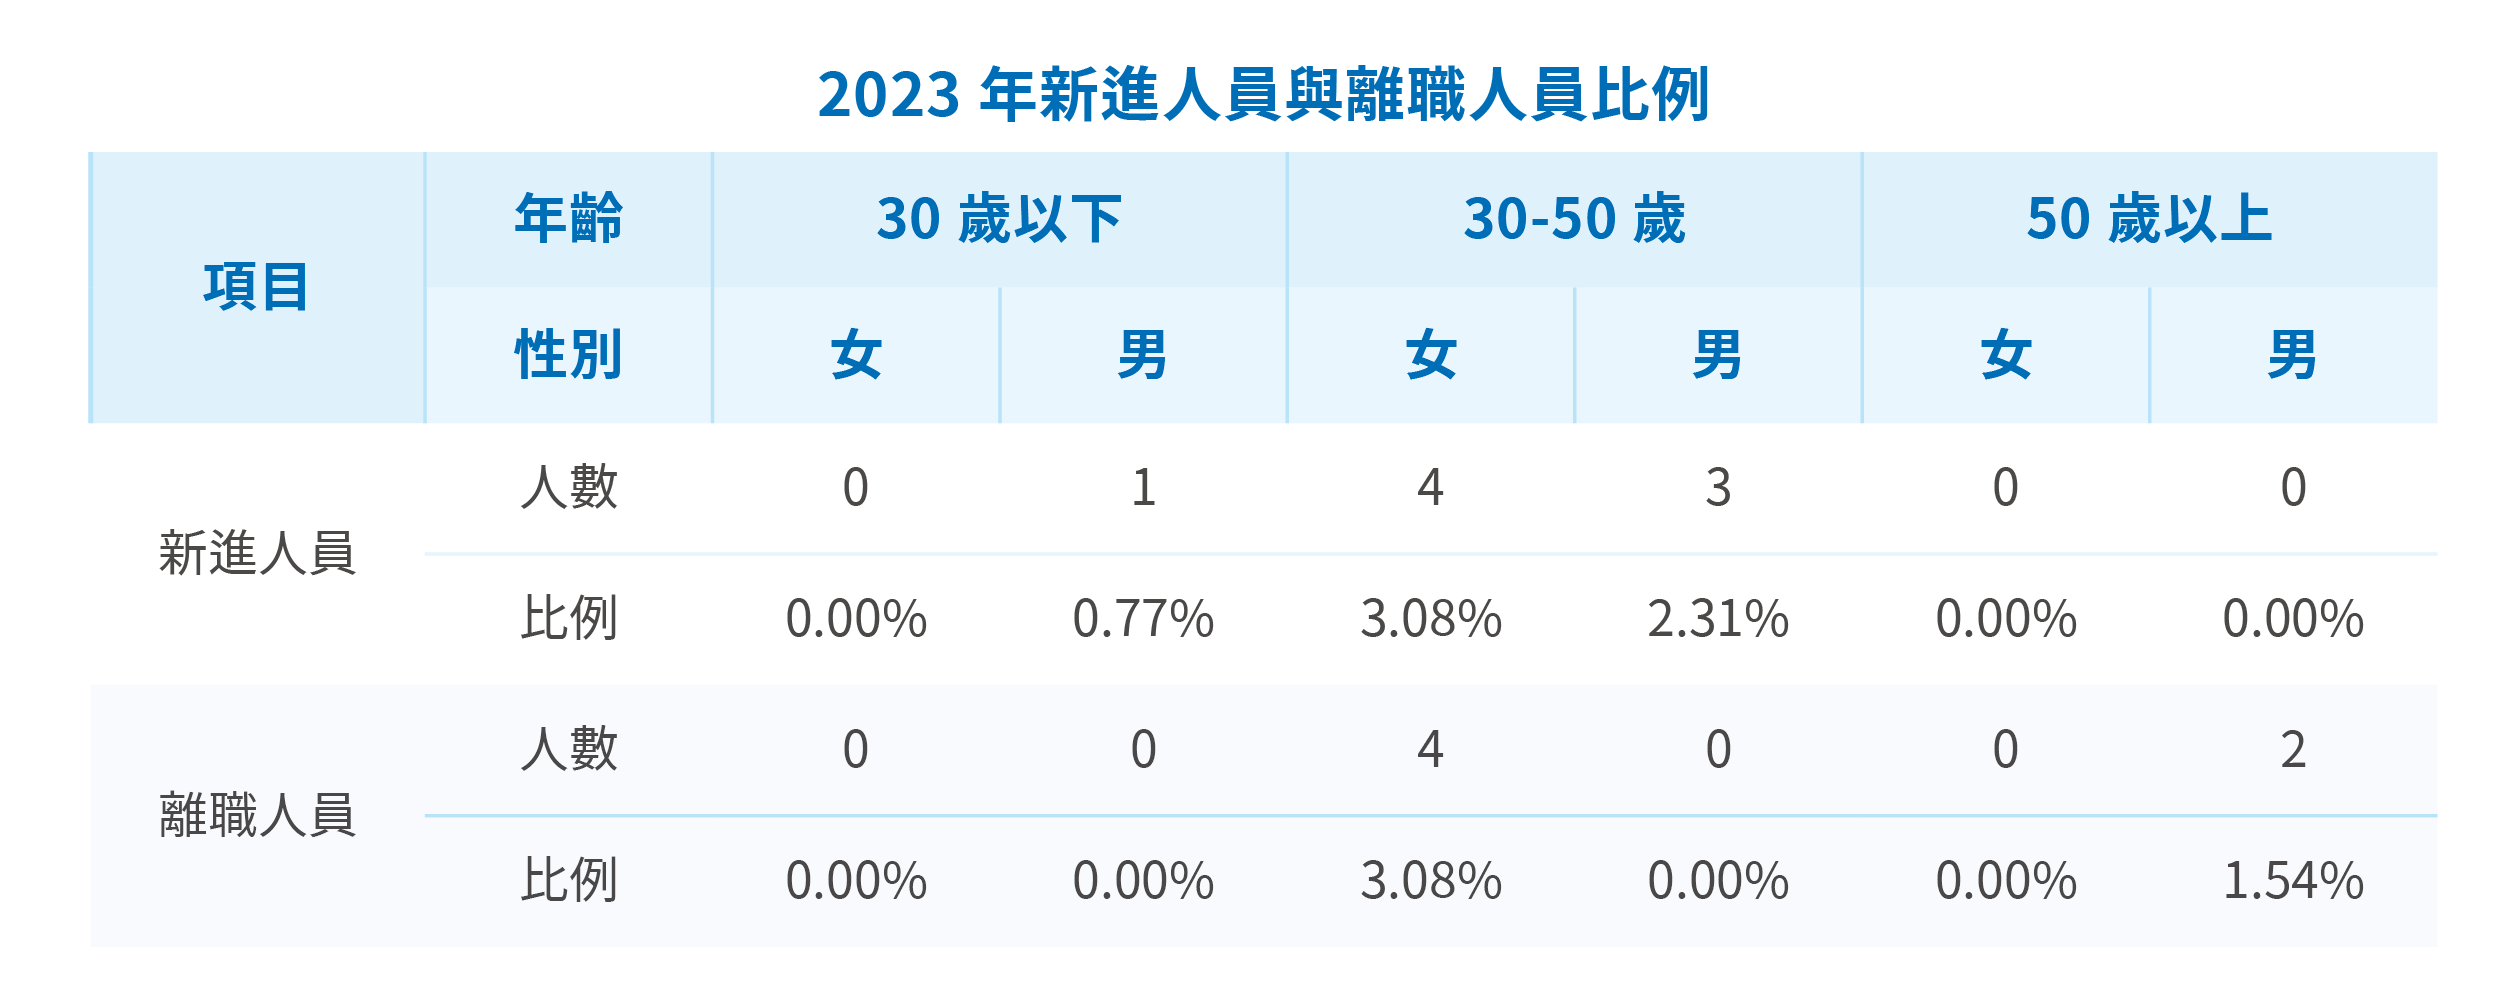 2023 年新進人員與離職人員比例
項目 年齡 30 歲以下 30-50 歲 50 歲以上
性別 女 男 女 男 女 男
新進人員 人數 0 1 4 3 0 0
比例 0.00% 0.77% 3.08% 2.31% 0.00% 0.00%
離職人員 人數 0 0 4 0 0 2
比例 0.00% 0.00% 3.08% 0.00% 0.00% 1.54%